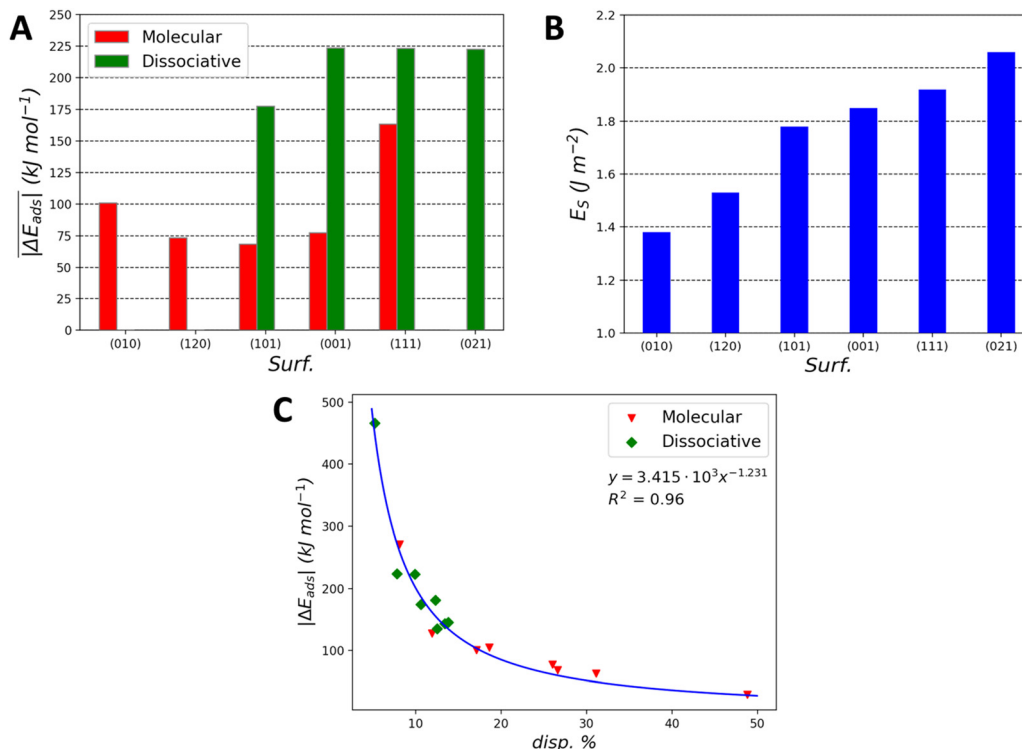 A
250
225
200
175
150
125
100
75
50
25
0
|ΔE_ads| (kJ mol⁻¹)
Molecular
Dissociative
(010) (120) (101) (001) (111) (021)
Surf.
B
2.2
2.0
1.8
1.6
1.4
1.2
1.0
E_S (J m⁻²)
(010) (120) (101) (001) (111) (021)
Surf.
C
500
400
300
200
100
|ΔE_ads| (kJ mol⁻¹)
Molecular
Dissociative
y = 3.415 · 10³x⁻¹·²³¹
R² = 0.96
10 20 30 40 50
disp. %